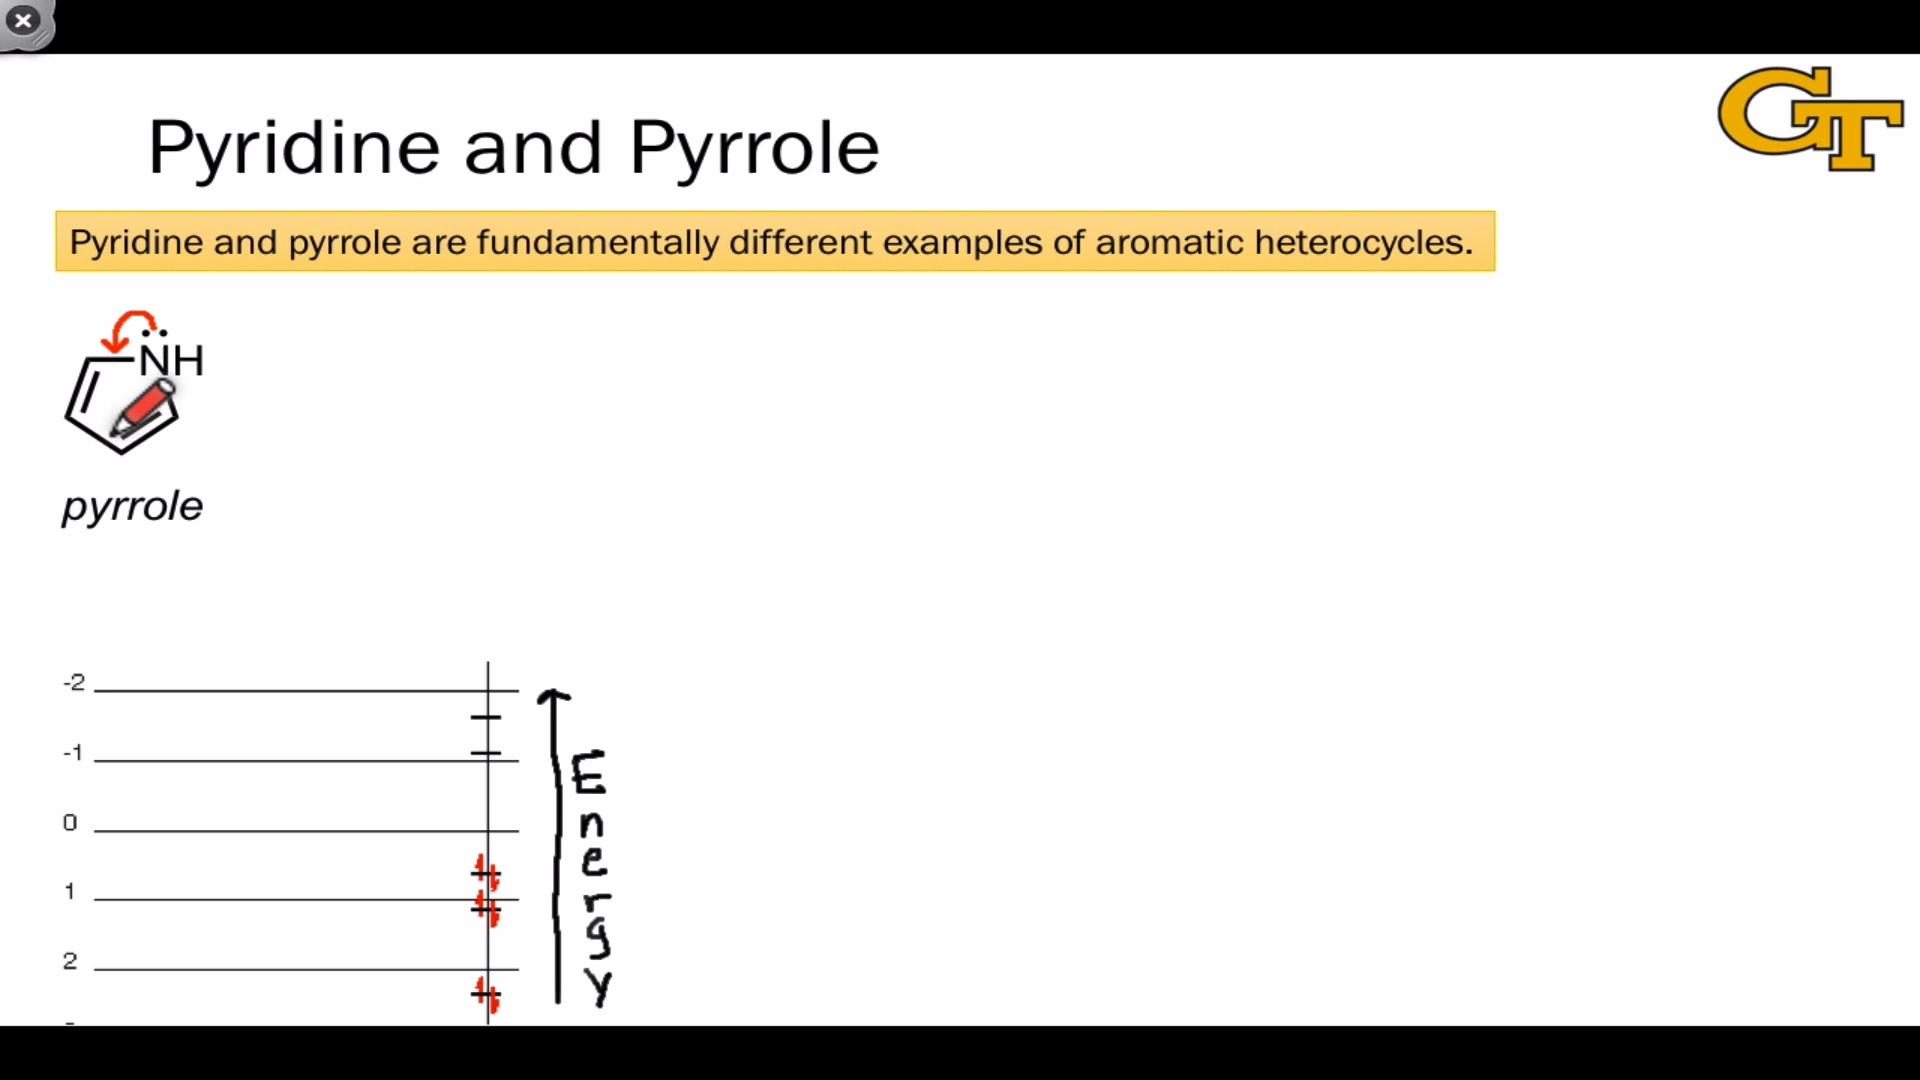 GT
Pyridine and Pyrrole
Pyridine and pyrrole are fundamentally different examples of aromatic heterocycles.
NH
pyrrole
-2
-1
0
1
2
Energy